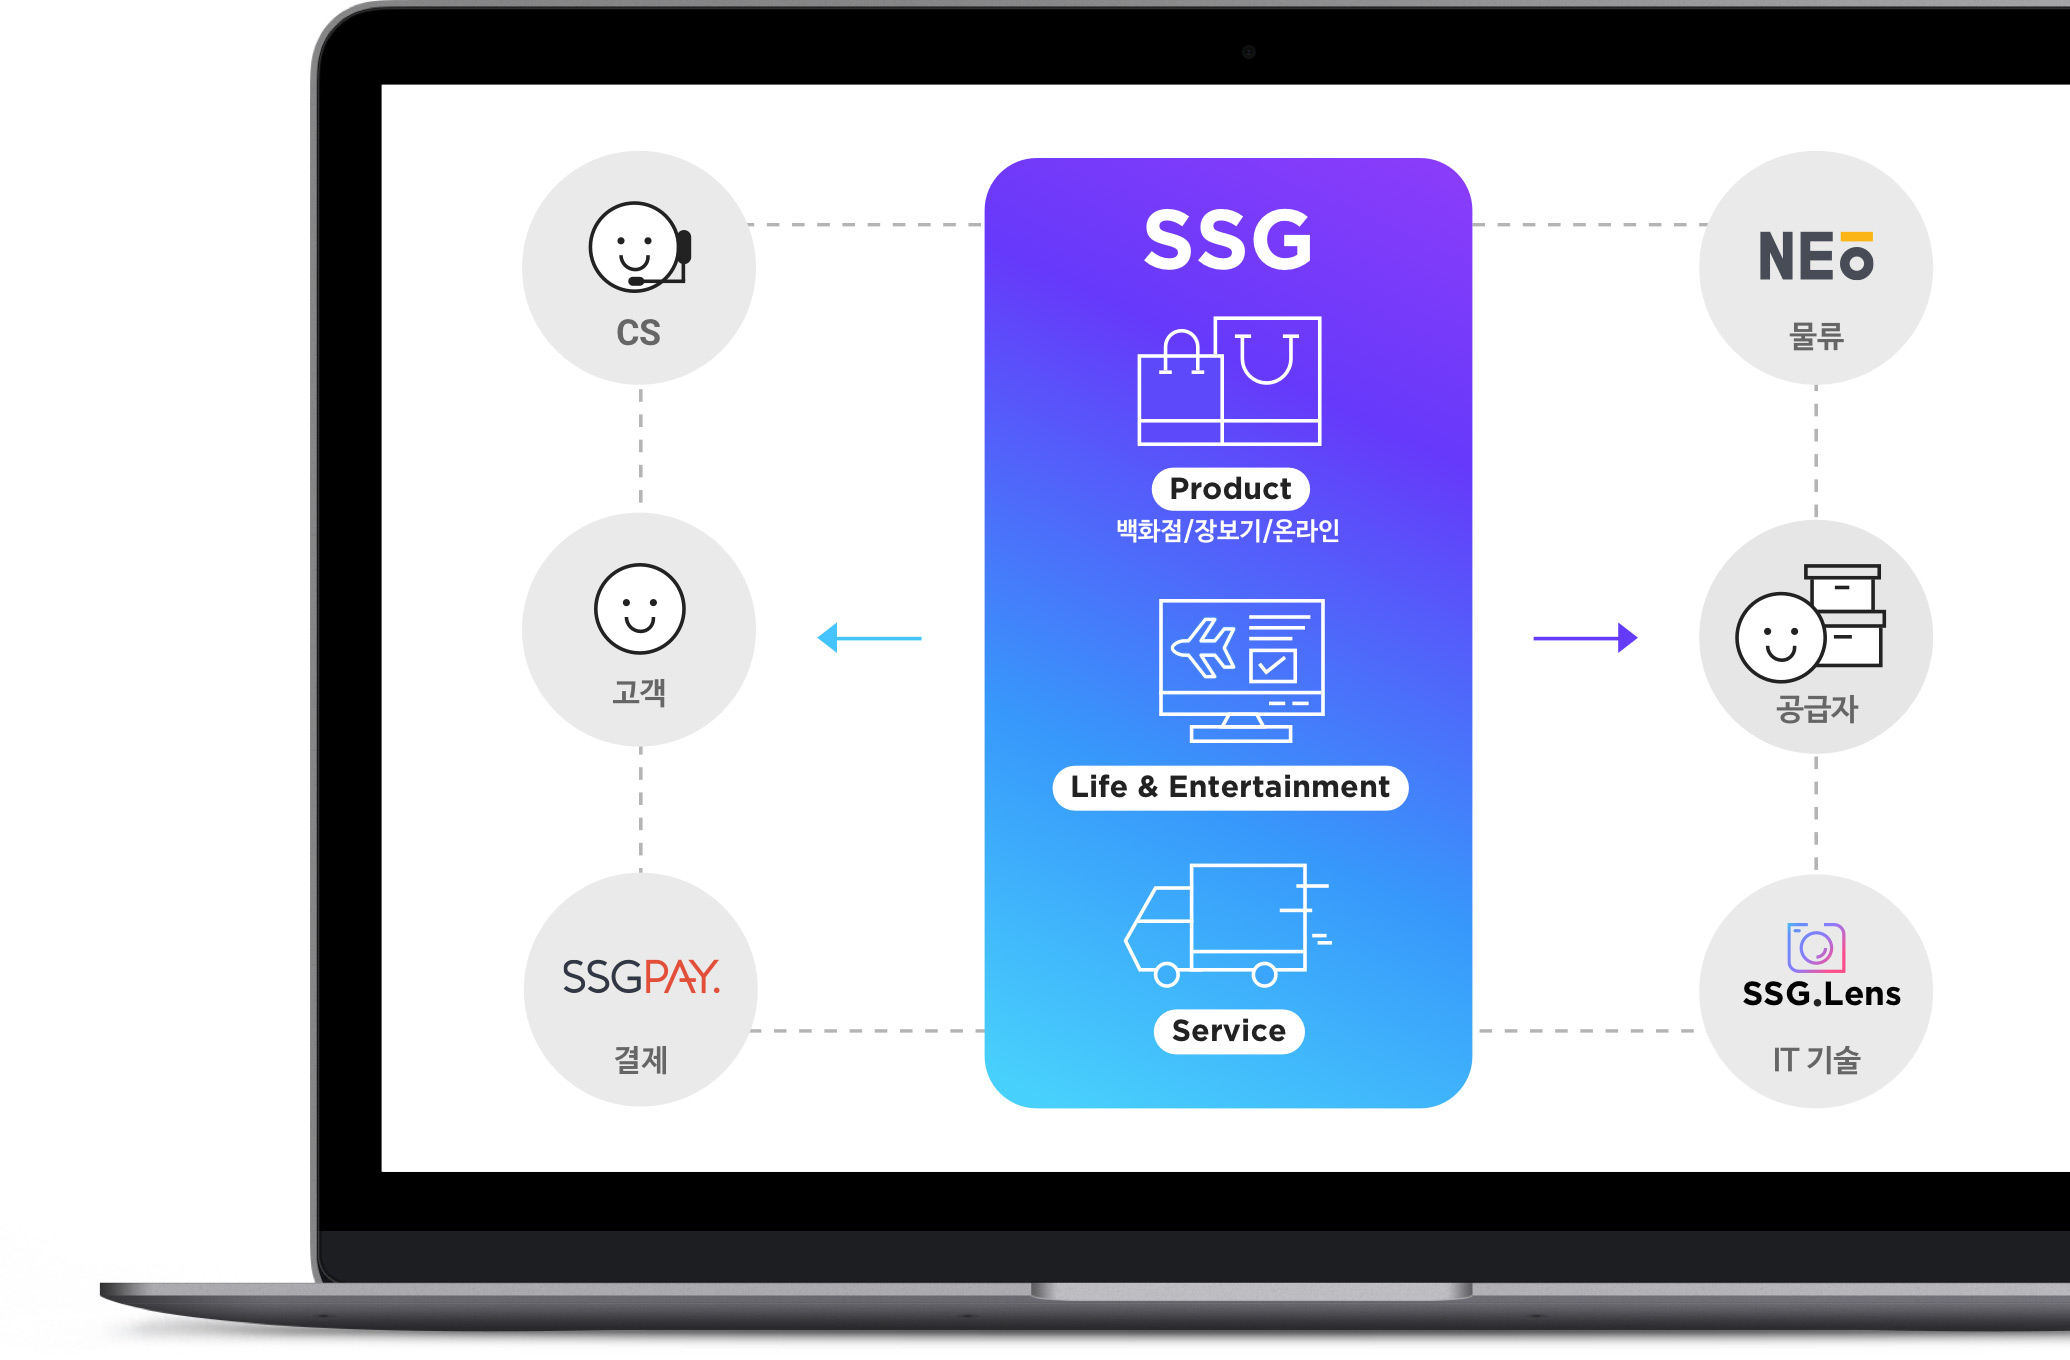 CS
고객
SSGPAY.
결제
SSG
Product
백화점/장보기/온라인
Life & Entertainment
Service
NEO
물류
공급자
SSG.Lens
IT 기술